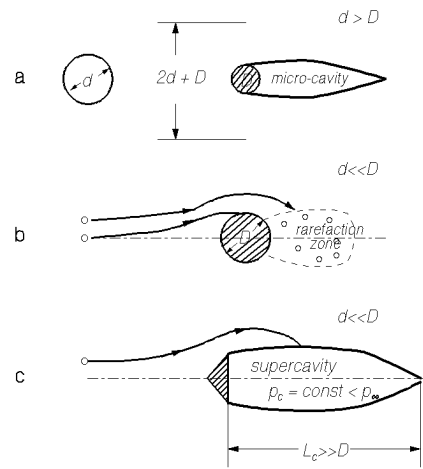 d > D
a
d
2d + D
micro-cavity
d<<D
b
D
rarefaction
zone
d<<D
c
supercavity
p_c = const < p_∞
L_c>>D